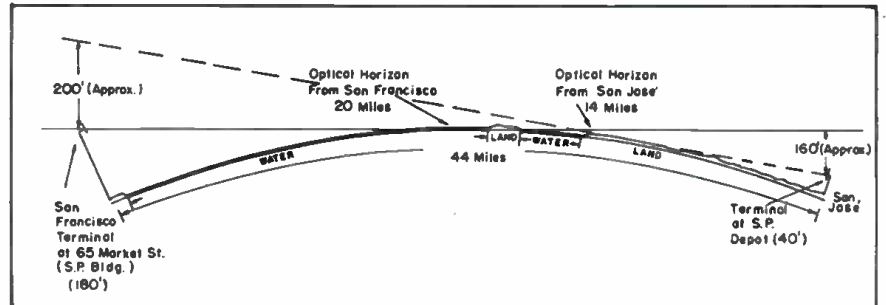 200' (Approx.)
Optical Horizon
From San Francisco
20 Miles
Optical Horizon
From San Jose'
14 Miles
WATER
LAND
WATER
LAND
44 Miles
160' (Approx)
San
Francisco
Terminal
at 65 Market St.
(S.P. Bldg.)
(180')
Terminal
at S.P.
Depot (40')
San,
Jose